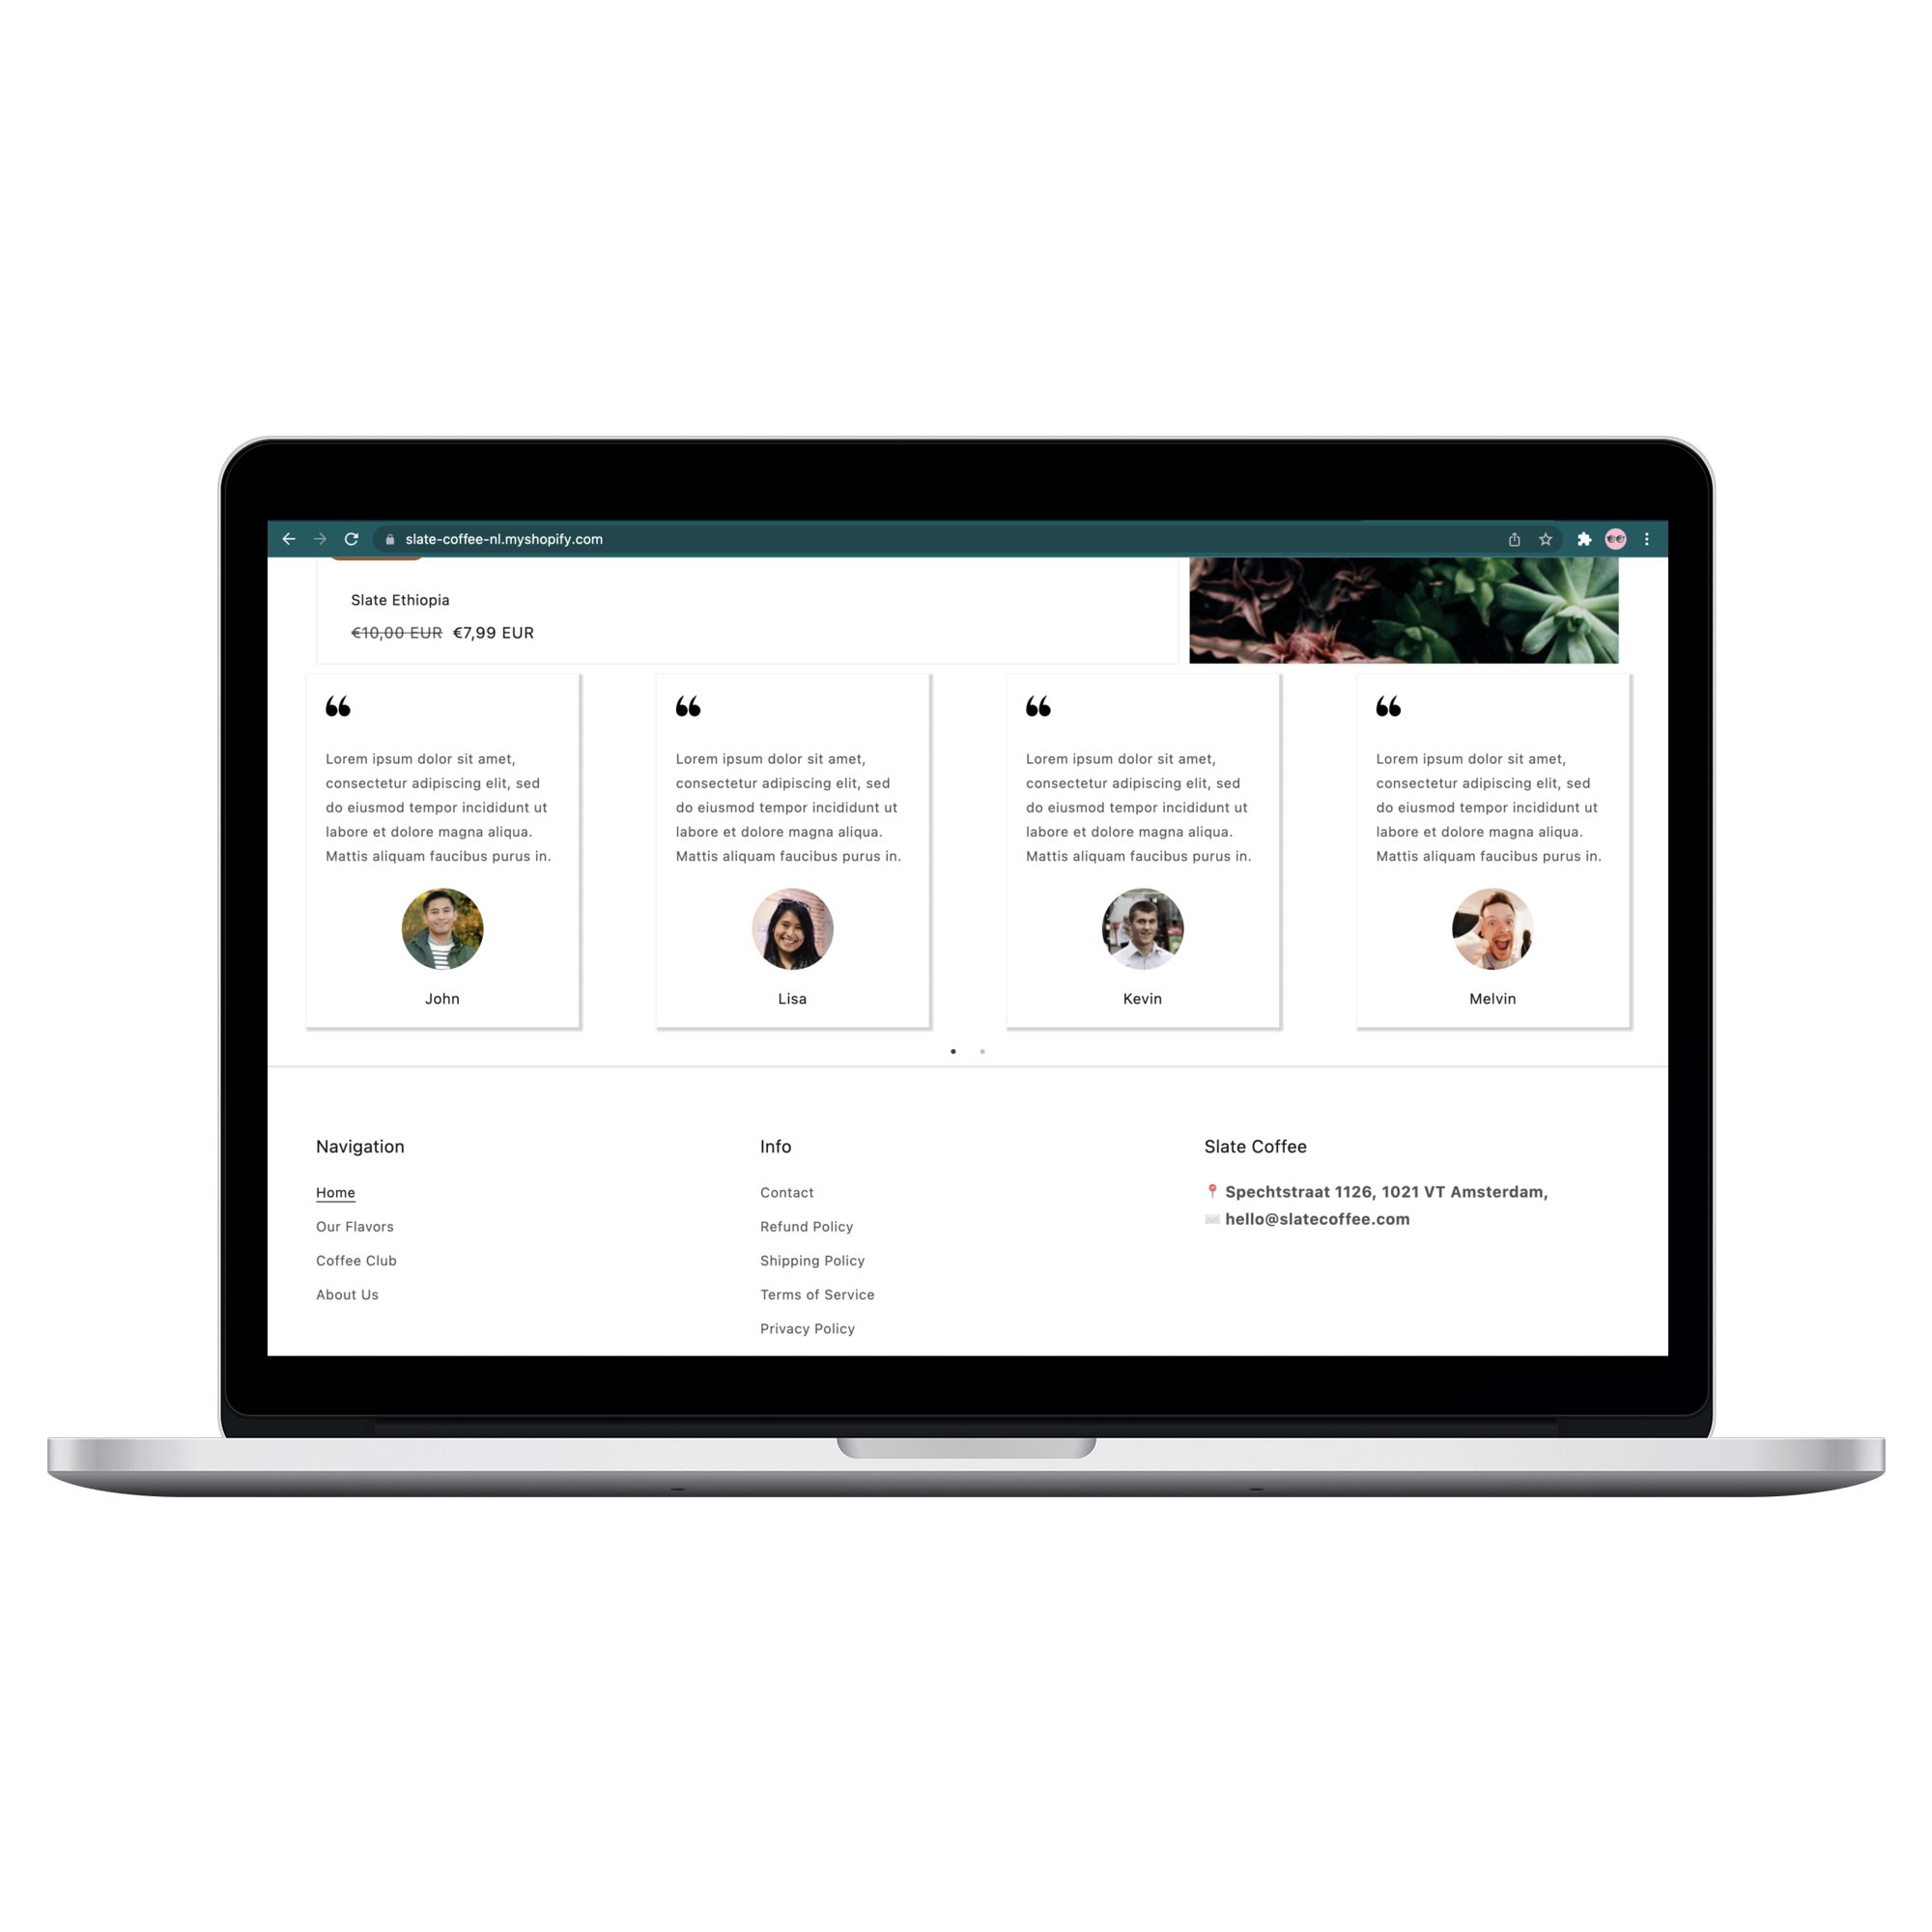 slate-coffee-nl.myshopify.com
Slate Ethiopia
€10,00 EUR €7,99 EUR
Lorem ipsum dolor sit amet,
consectetur adipiscing elit, sed
do eiusmod tempor incididunt ut
labore et dolore magna aliqua.
Mattis aliquam faucibus purus in.
John
Lorem ipsum dolor sit amet,
consectetur adipiscing elit, sed
do eiusmod tempor incididunt ut
labore et dolore magna aliqua.
Mattis aliquam faucibus purus in.
Lisa
Lorem ipsum dolor sit amet,
consectetur adipiscing elit, sed
do eiusmod tempor incididunt ut
labore et dolore magna aliqua.
Mattis aliquam faucibus purus in.
Kevin
Lorem ipsum dolor sit amet,
consectetur adipiscing elit, sed
do eiusmod tempor incididunt ut
labore et dolore magna aliqua.
Mattis aliquam faucibus purus in.
Melvin
Navigation
Home
Our Flavors
Coffee Club
About Us
Info
Contact
Refund Policy
Shipping Policy
Terms of Service
Privacy Policy
Slate Coffee
📍 Spechtstraat 1126, 1021 VT Amsterdam,
✉️ hello@slatecoffee.com